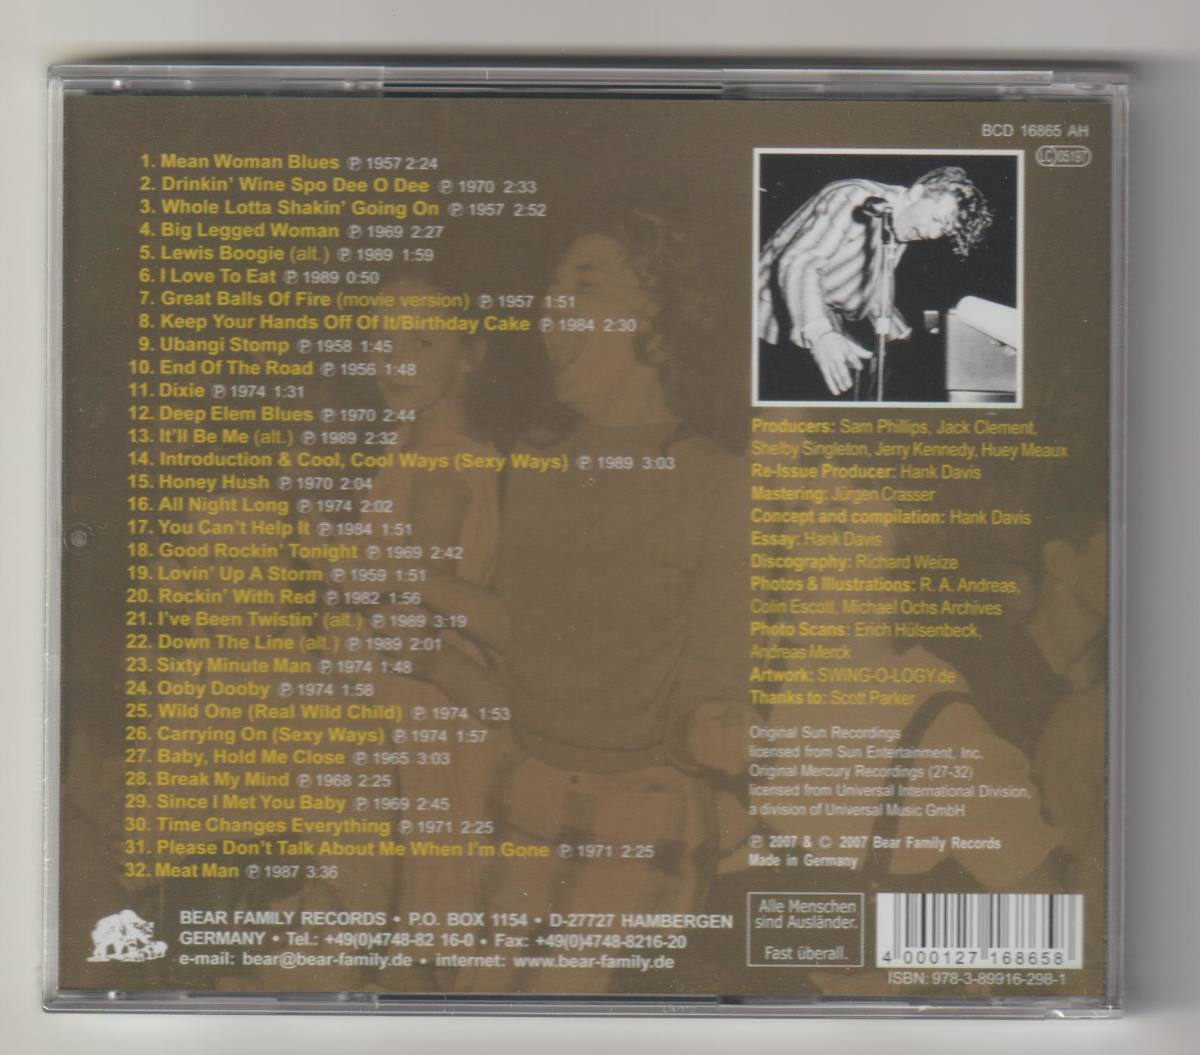 BCD 16865 AH
LC 05197
1. Mean Woman Blues Ⓟ 1957 2:24
2. Drinkin' Wine Spo Dee O Dee Ⓟ 1970 2:33
3. Whole Lotta Shakin' Going On Ⓟ 1957 2:52
4. Big Legged Woman Ⓟ 1969 2:27
5. Lewis Boogie (alt.) Ⓟ 1989 1:59
6. I Love To Eat Ⓟ 1989 0:50
7. Great Balls Of Fire (movie version) Ⓟ 1957 1:51
8. Keep Your Hands Off Of It/Birthday Cake Ⓟ 1984 2:30
9. Ubangi Stomp Ⓟ 1958 1:45
10. End Of The Road Ⓟ 1956 1:48
11. Dixie Ⓟ 1974 1:31
12. Deep Elem Blues Ⓟ 1970 2:44
13. It'll Be Me (alt.) Ⓟ 1989 2:32
14. Introduction & Cool, Cool Ways (Sexy Ways) Ⓟ 1989 3:03
15. Honey Hush Ⓟ 1970 2:04
16. All Night Long Ⓟ 1974 2:02
17. You Can't Help It Ⓟ 1984 1:51
18. Good Rockin' Tonight Ⓟ 1969 2:42
19. Lovin' Up A Storm Ⓟ 1959 1:51
20. Rockin' With Red Ⓟ 1982 1:56
21. I've Been Twistin' (alt.) Ⓟ 1989 3:19
22. Down The Line (alt.) Ⓟ 1989 2:01
23. Sixty Minute Man Ⓟ 1974 1:48
24. Ooby Dooby Ⓟ 1974 1:58
25. Wild One (Real Wild Child) Ⓟ 1974 1:53
26. Carrying On (Sexy Ways) Ⓟ 1974 1:57
27. Baby, Hold Me Close Ⓟ 1965 3:03
28. Break My Mind Ⓟ 1968 2:25
29. Since I Met You Baby Ⓟ 1969 2:45
30. Time Changes Everything Ⓟ 1971 2:25
31. Please Don't Talk About Me When I'm Gone Ⓟ 1971 2:25
32. Meat Man Ⓟ 1987 3:36
Producers: Sam Phillips, Jack Clement,
Shelby Singleton, Jerry Kennedy, Huey Meaux
Re-Issue Producer: Hank Davis
Mastering: Jürgen Crasser
Concept and compilation: Hank Davis
Essay: Hank Davis
Discography: Richard Weize
Photos & Illustrations: R. A. Andreas,
Colin Escott, Michael Ochs Archives
Photo Scans: Erich Hülsenbeck,
Andreas Merck
Artwork: SWING-O-LOGY.de
Thanks to: Scott Parker
Original Sun Recordings
licensed from Sun Entertainment, Inc.
Original Mercury Recordings (27-32)
licensed from Universal International Division,
a division of Universal Music GmbH
Ⓟ 2007 & © 2007 Bear Family Records
Made in Germany
BEAR FAMILY RECORDS • P.O. BOX 1154 • D-27727 HAMBERGEN
GERMANY • Tel.: +49(0)4748-82 16-0 • Fax: +49(0)4748-8216-20
e-mail: bear@bear-family.de • internet: www.bear-family.de
Alle Menschen
sind Ausländer.
Fast überall.
4 000127 168658
ISBN: 978-3-89916-298-1